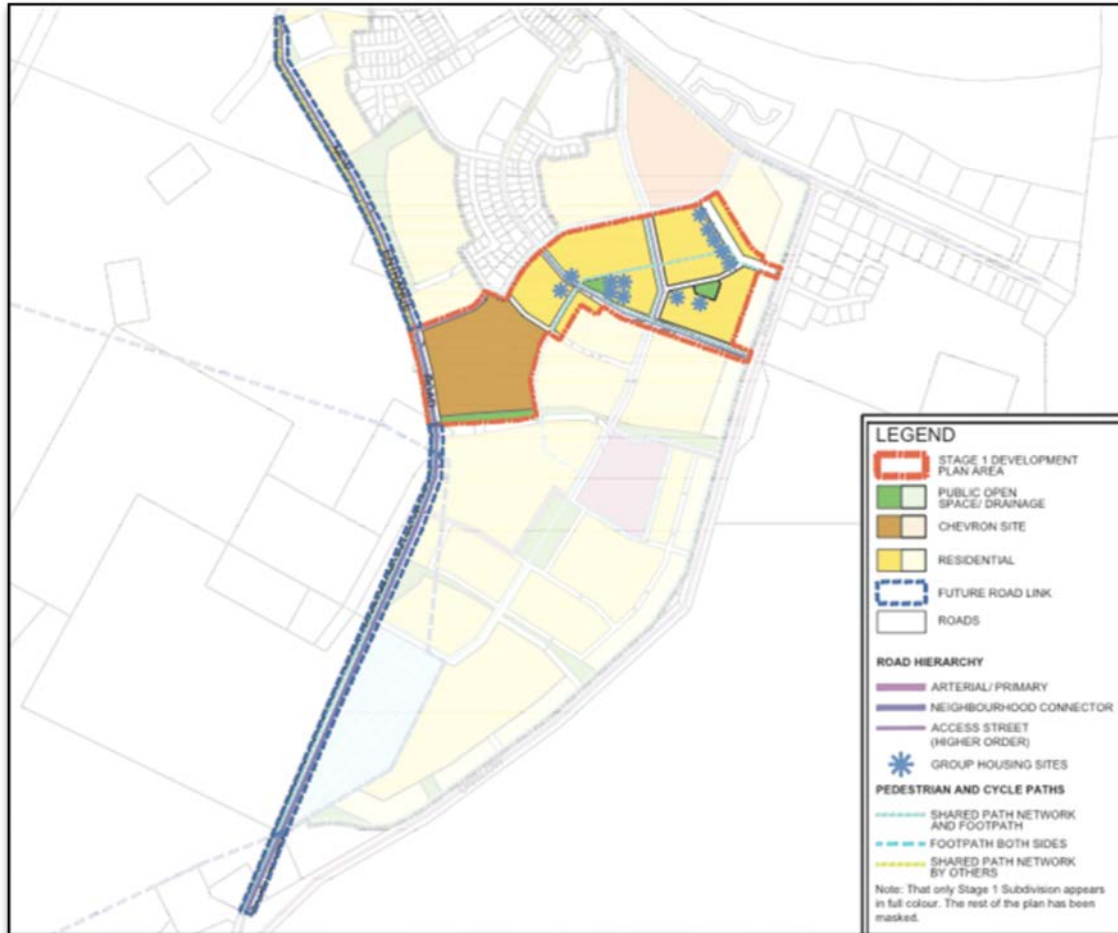 LEGEND
STAGE 1 DEVELOPMENT
PLAN AREA
PUBLIC OPEN
SPACE/ DRAINAGE
CHEVRON SITE
RESIDENTIAL
FUTURE ROAD LINK
ROADS
ROAD HIERARCHY
ARTERIAL/ PRIMARY
NEIGHBOURHOOD CONNECTOR
ACCESS STREET
(HIGHER ORDER)
GROUP HOUSING SITES
PEDESTRIAN AND CYCLE PATHS
SHARED PATH NETWORK
AND FOOTPATH
FOOTPATH BOTH SIDES
SHARED PATH NETWORK
BY OTHERS
Note: That only Stage 1 Subdivision appears
in full colour. The rest of the plan has been
masked.